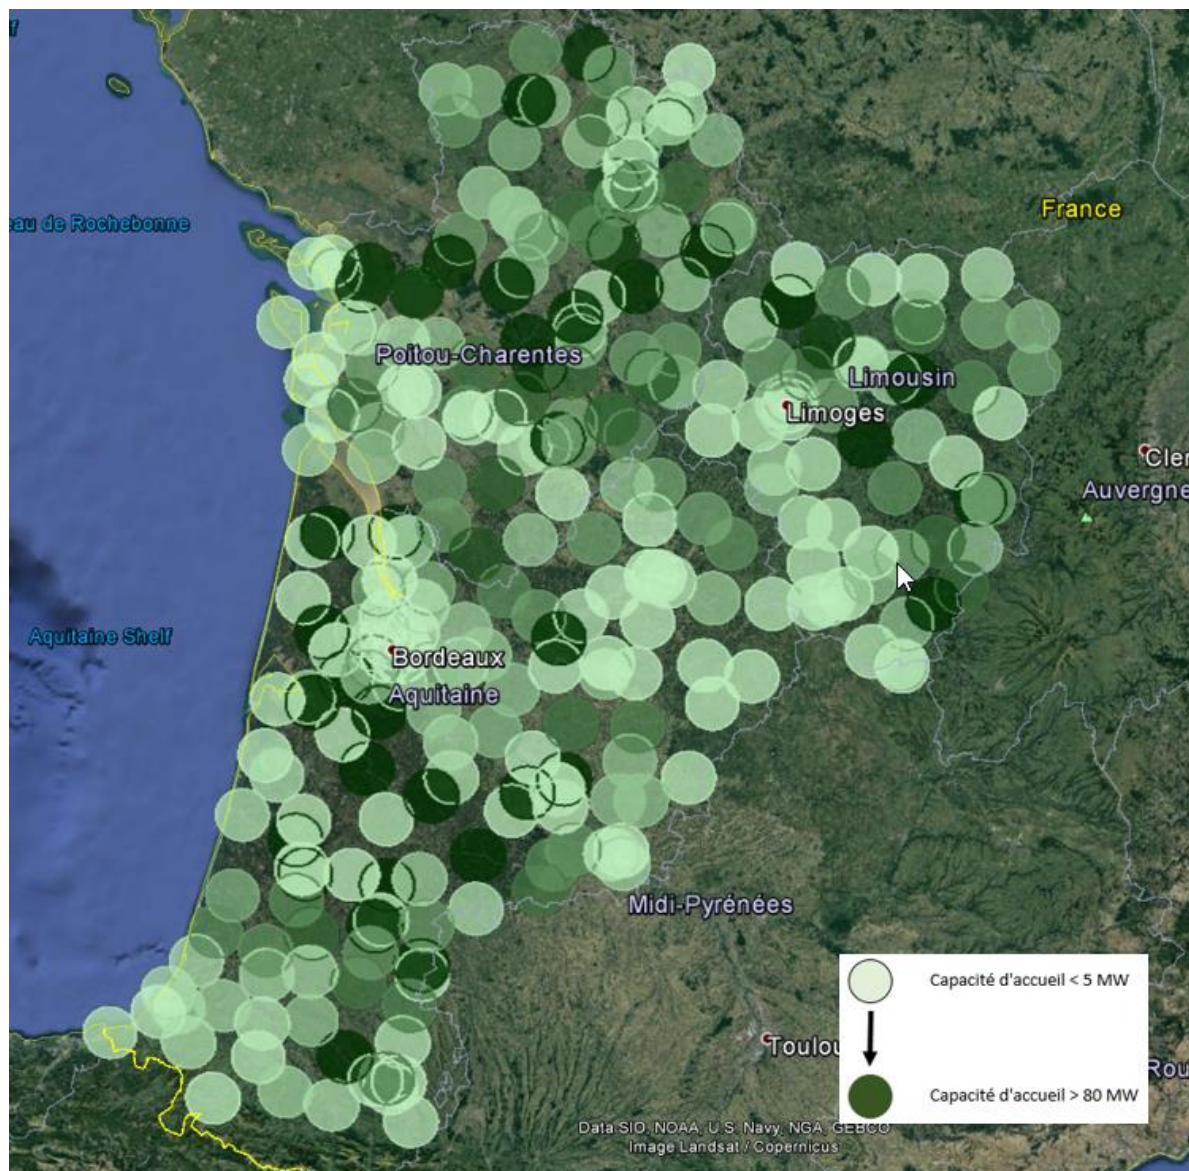 eau de Rochebonne
France
Poitou-Charentes
Limousin
Limoges
Cler
Auvergne
Aquitaine Shelf
Bordeaux
Aquitaine
Midi-Pyrénées
Capacité d'accueil < 5 MW
Toulou
Rou
Capacité d'accueil > 80 MW
Data SIO, NOAA, U.S. Navy, NGA, GEBCO
Image Landsat / Copernicus